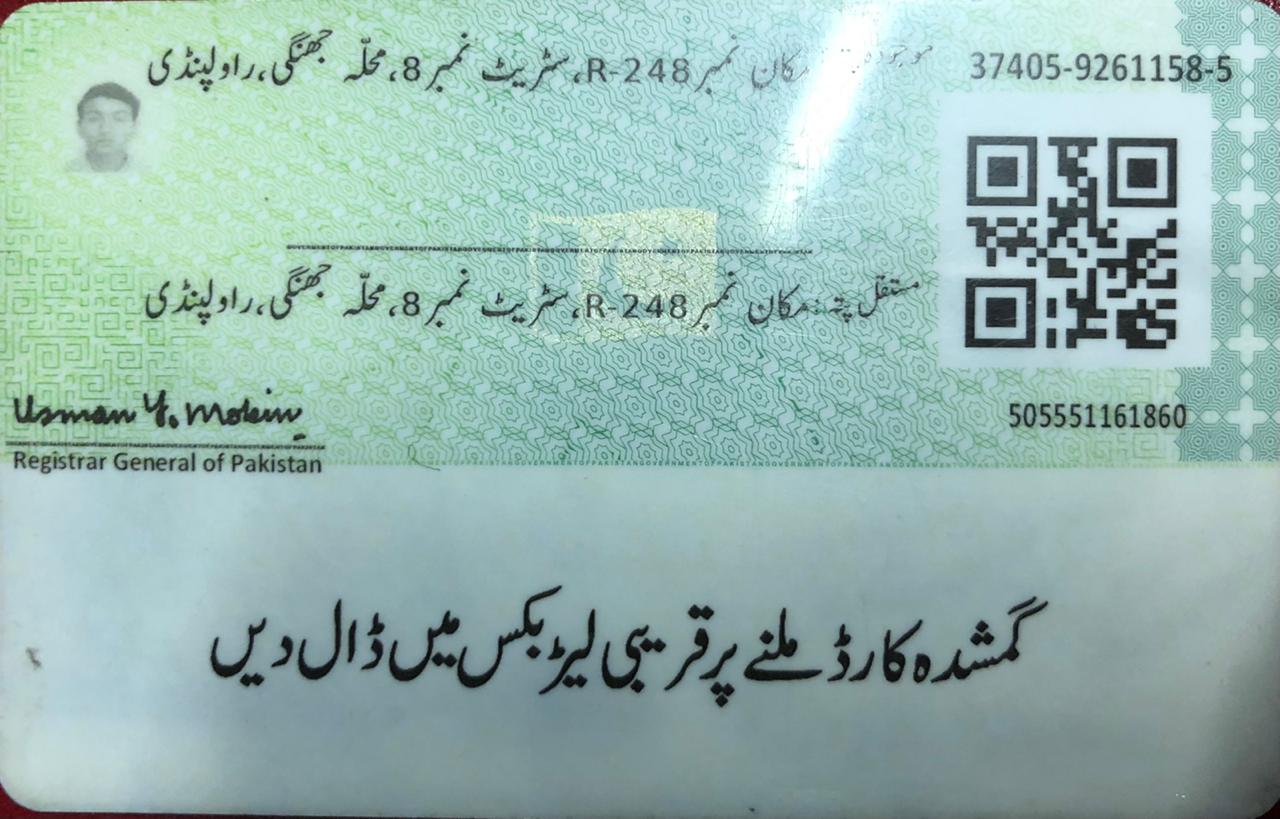 37405-9261158-5
موجودہ پتہ: مکان نمبر R-248، سٹریٹ نمبر 8، محلّہ جھنگی، راولپنڈی
مستقل پتہ: مکان نمبر R-248، سٹریٹ نمبر 8، محلّہ جھنگی، راولپنڈی
505551161860
Usman Y. Mobin
Registrar General of Pakistan
گمشدہ کارڈ ملنے پر قریبی لیٹر بکس میں ڈال دیں